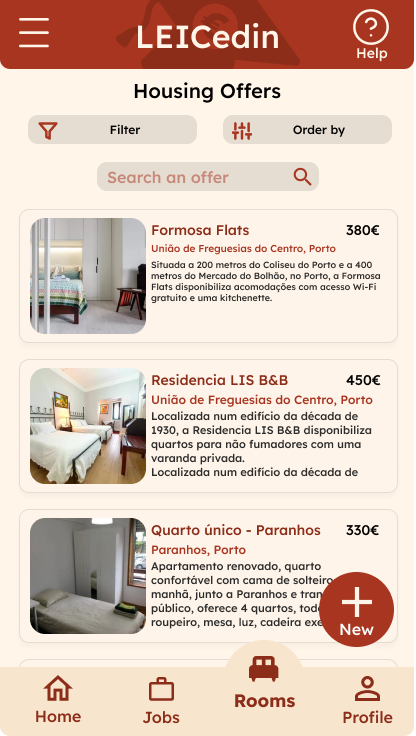 LEICedin
Help
Housing Offers
Filter
Order by
Search an offer
Formosa Flats
380€
União de Freguesias do Centro, Porto
Situada a 200 metros do Coliseu do Porto e a 400
metros do Mercado do Bolhão, no Porto, a Formosa
Flats disponibiliza acomodações com acesso Wi-Fi
gratuito e uma kitchenette.
Residencia LIS B&B
450€
União de Freguesias do Centro, Porto
Localizada num edifício da década de
1930, a Residencia LIS B&B disponibiliza
quartos para não fumadores com uma
varanda privada.
Localizada num edifício da década de
Quarto único - Paranhos
330€
Paranhos, Porto
Apartamento renovado, quarto
confortável com cama de solteiro
manhã, junto a Paranhos e
público, oferece 4 quartos,
roupeiro, mesa, luz, cadeira
New
Home
Jobs
Rooms
Profile